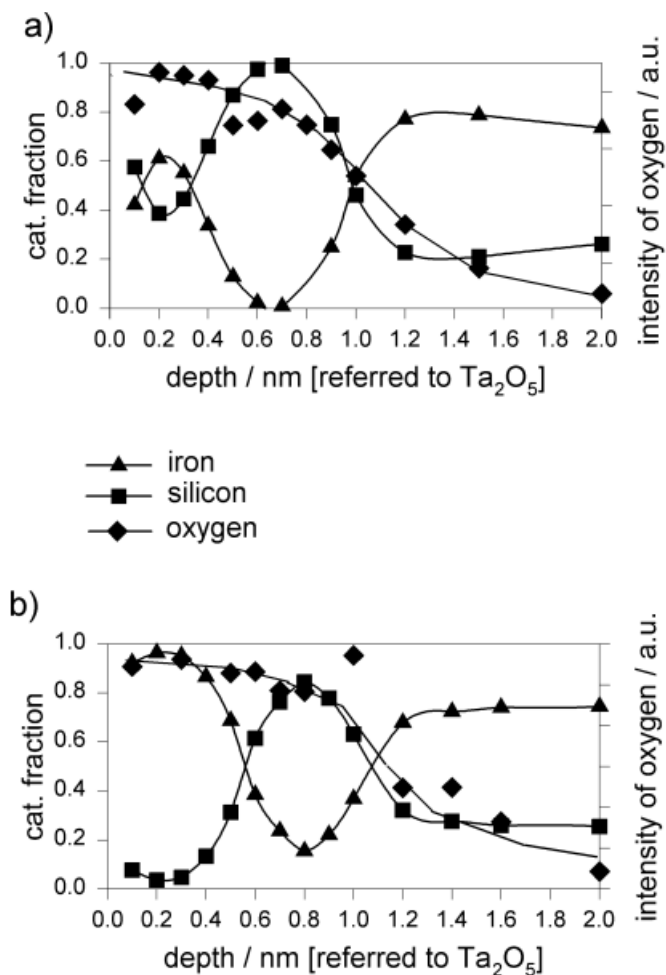 a)
1.0
0.8
0.6
0.4
0.2
0.0
cat. fraction
intensity of oxygen / a.u.
0.0 0.2 0.4 0.6 0.8 1.0 1.2 1.4 1.6 1.8 2.0
depth / nm [referred to Ta₂O₅]
iron
silicon
oxygen
b)
1.0
0.8
0.6
0.4
0.2
0.0
cat. fraction
intensity of oxygen / a.u.
0.0 0.2 0.4 0.6 0.8 1.0 1.2 1.4 1.6 1.8 2.0
depth / nm [referred to Ta₂O₅]